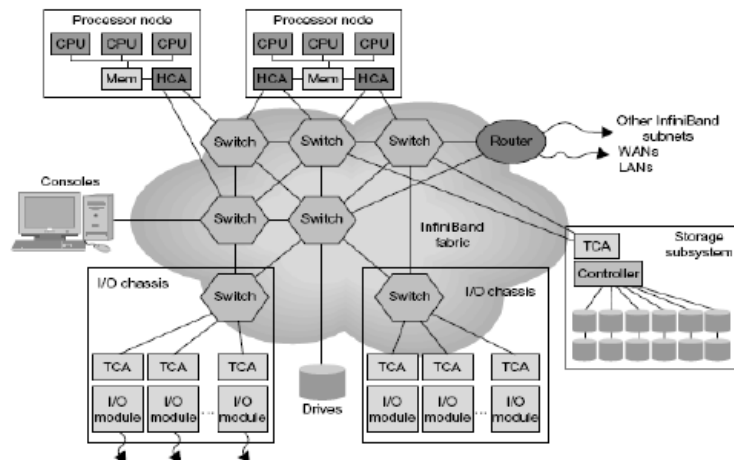 Processor node
Processor node
CPU CPU CPU
CPU CPU CPU
Mem HCA
HCA Mem HCA
Switch
Switch
Switch
Router
Other InfiniBand
subnets
WANs
LANs
Consoles
Switch
Switch
InfiniBand
fabric
TCA
Storage
subsystem
Controller
I/O chassis
Switch
Switch
I/O chassis
TCA TCA TCA
TCA TCA TCA
I/O
module
I/O
module
...
I/O
module
Drives
I/O
module
I/O
module
...
I/O
module